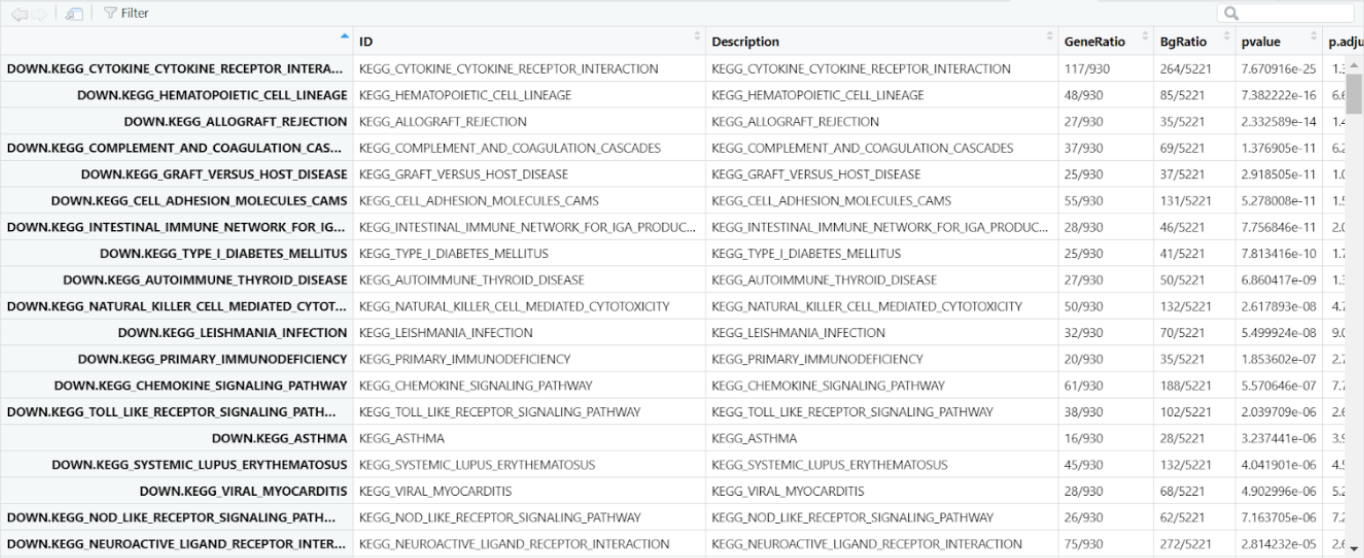 Filter
ID Description GeneRatio BgRatio pvalue p.adju
DOWN.KEGG_CYTOKINE_CYTOKINE_RECEPTOR_INTERA... KEGG_CYTOKINE_CYTOKINE_RECEPTOR_INTERACTION KEGG_CYTOKINE_CYTOKINE_RECEPTOR_INTERACTION 117/930 264/5221 7.670916e-25 1.3
DOWN.KEGG_HEMATOPOIETIC_CELL_LINEAGE KEGG_HEMATOPOIETIC_CELL_LINEAGE KEGG_HEMATOPOIETIC_CELL_LINEAGE 48/930 85/5221 7.382222e-16 6.6
DOWN.KEGG_ALLOGRAFT_REJECTION KEGG_ALLOGRAFT_REJECTION KEGG_ALLOGRAFT_REJECTION 27/930 35/5221 2.332589e-14 1.4
DOWN.KEGG_COMPLEMENT_AND_COAGULATION_CAS... KEGG_COMPLEMENT_AND_COAGULATION_CASCADES KEGG_COMPLEMENT_AND_COAGULATION_CASCADES 37/930 69/5221 1.376905e-11 6.2
DOWN.KEGG_GRAFT_VERSUS_HOST_DISEASE KEGG_GRAFT_VERSUS_HOST_DISEASE KEGG_GRAFT_VERSUS_HOST_DISEASE 25/930 37/5221 2.918505e-11 1.0
DOWN.KEGG_CELL_ADHESION_MOLECULES_CAMS KEGG_CELL_ADHESION_MOLECULES_CAMS KEGG_CELL_ADHESION_MOLECULES_CAMS 55/930 131/5221 5.278008e-11 1.5
DOWN.KEGG_INTESTINAL_IMMUNE_NETWORK_FOR_IG... KEGG_INTESTINAL_IMMUNE_NETWORK_FOR_IGA_PRODUC... KEGG_INTESTINAL_IMMUNE_NETWORK_FOR_IGA_PRODUC... 28/930 46/5221 7.756846e-11 2.0
DOWN.KEGG_TYPE_I_DIABETES_MELLITUS KEGG_TYPE_I_DIABETES_MELLITUS KEGG_TYPE_I_DIABETES_MELLITUS 25/930 41/5221 7.813416e-10 1.7
DOWN.KEGG_AUTOIMMUNE_THYROID_DISEASE KEGG_AUTOIMMUNE_THYROID_DISEASE KEGG_AUTOIMMUNE_THYROID_DISEASE 27/930 50/5221 6.860417e-09 1.3
DOWN.KEGG_NATURAL_KILLER_CELL_MEDIATED_CYTOT... KEGG_NATURAL_KILLER_CELL_MEDIATED_CYTOTOXICITY KEGG_NATURAL_KILLER_CELL_MEDIATED_CYTOTOXICITY 50/930 132/5221 2.617893e-08 4.7
DOWN.KEGG_LEISHMANIA_INFECTION KEGG_LEISHMANIA_INFECTION KEGG_LEISHMANIA_INFECTION 32/930 70/5221 5.499924e-08 9.0
DOWN.KEGG_PRIMARY_IMMUNODEFICIENCY KEGG_PRIMARY_IMMUNODEFICIENCY KEGG_PRIMARY_IMMUNODEFICIENCY 20/930 35/5221 1.853602e-07 2.7
DOWN.KEGG_CHEMOKINE_SIGNALING_PATHWAY KEGG_CHEMOKINE_SIGNALING_PATHWAY KEGG_CHEMOKINE_SIGNALING_PATHWAY 61/930 188/5221 5.570646e-07 7.7
DOWN.KEGG_TOLL_LIKE_RECEPTOR_SIGNALING_PATH... KEGG_TOLL_LIKE_RECEPTOR_SIGNALING_PATHWAY KEGG_TOLL_LIKE_RECEPTOR_SIGNALING_PATHWAY 38/930 102/5221 2.039709e-06 2.6
DOWN.KEGG_ASTHMA KEGG_ASTHMA KEGG_ASTHMA 16/930 28/5221 3.237441e-06 3.9
DOWN.KEGG_SYSTEMIC_LUPUS_ERYTHEMATOSUS KEGG_SYSTEMIC_LUPUS_ERYTHEMATOSUS KEGG_SYSTEMIC_LUPUS_ERYTHEMATOSUS 45/930 132/5221 4.041901e-06 4.5
DOWN.KEGG_VIRAL_MYOCARDITIS KEGG_VIRAL_MYOCARDITIS KEGG_VIRAL_MYOCARDITIS 28/930 68/5221 4.902996e-06 5.2
DOWN.KEGG_NOD_LIKE_RECEPTOR_SIGNALING_PATH... KEGG_NOD_LIKE_RECEPTOR_SIGNALING_PATHWAY KEGG_NOD_LIKE_RECEPTOR_SIGNALING_PATHWAY 26/930 62/5221 7.163705e-06 7.2
DOWN.KEGG_NEUROACTIVE_LIGAND_RECEPTOR_INTER... KEGG_NEUROACTIVE_LIGAND_RECEPTOR_INTERACTION KEGG_NEUROACTIVE_LIGAND_RECEPTOR_INTERACTION 75/930 272/5221 2.814232e-05 2.6